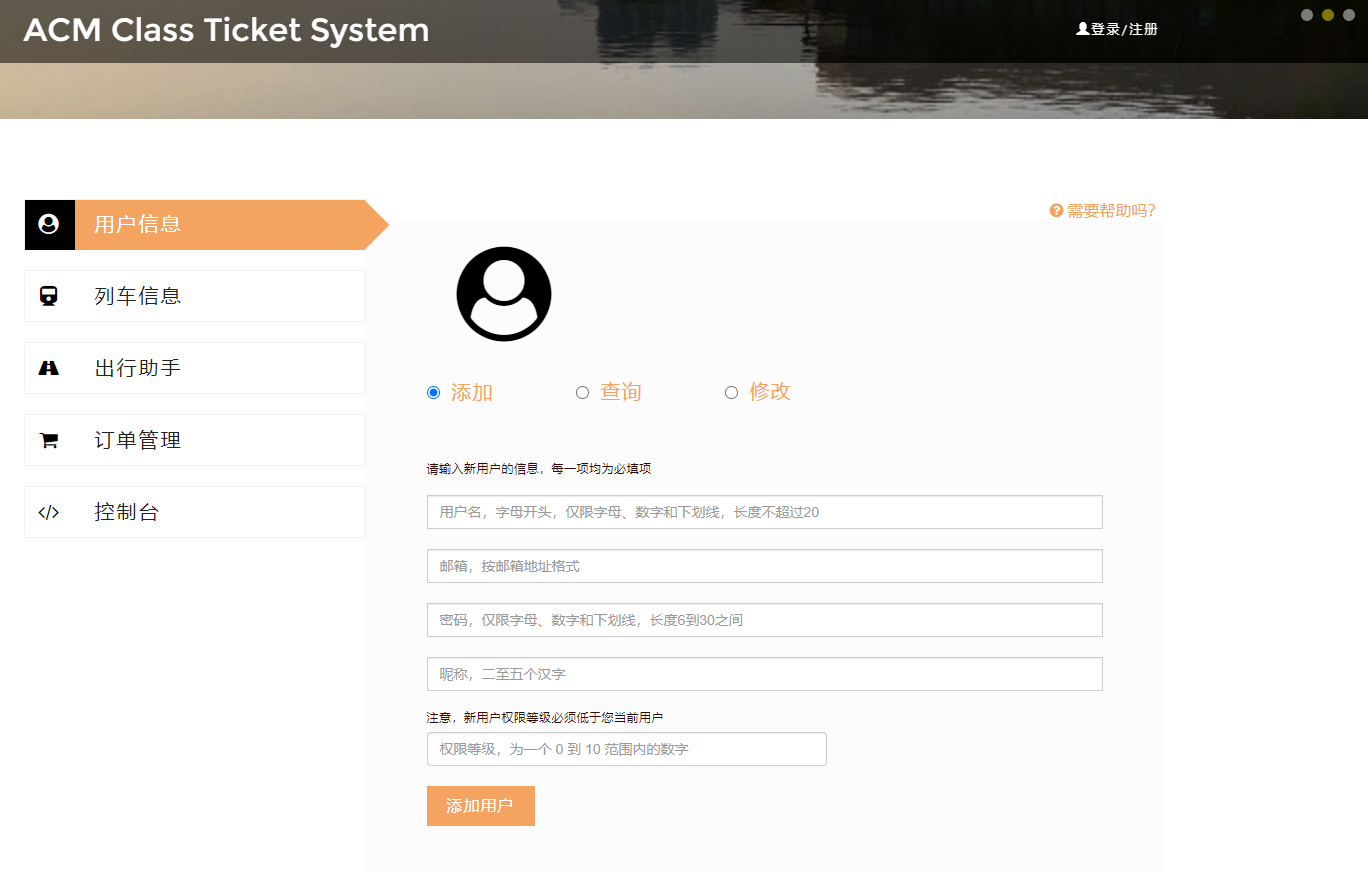 ACM Class Ticket System
登录/注册
用户信息
需要帮助吗?
列车信息
出行助手
订单管理
控制台
添加
查询
修改
请输入新用户的信息，每一项均为必填项
用户名，字母开头，仅限字母、数字和下划线，长度不超过20
邮箱，按邮箱地址格式
密码，仅限字母、数字和下划线，长度6到30之间
昵称，二至五个汉字
注意，新用户权限等级必须低于您当前用户
权限等级，为一个 0 到 10 范围内的数字
添加用户